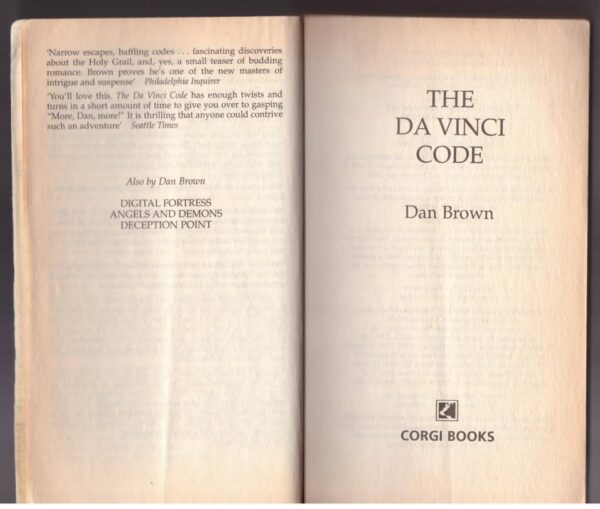 'Narrow escapes, baffling codes . . . fascinating discoveries
about the Holy Grail, and, yes, a small teaser of budding
romance. Brown proves he's one of the new masters of
intrigue and suspense' Philadelphia Inquirer
'You'll love this. The Da Vinci Code has enough twists and
turns in a short amount of time to give you over to gasping
"More, Dan, more!" It is thrilling that anyone could contrive
such an adventure' Seattle Times
Also by Dan Brown
DIGITAL FORTRESS
ANGELS AND DEMONS
DECEPTION POINT
THE
DA VINCI
CODE
Dan Brown
CORGI BOOKS